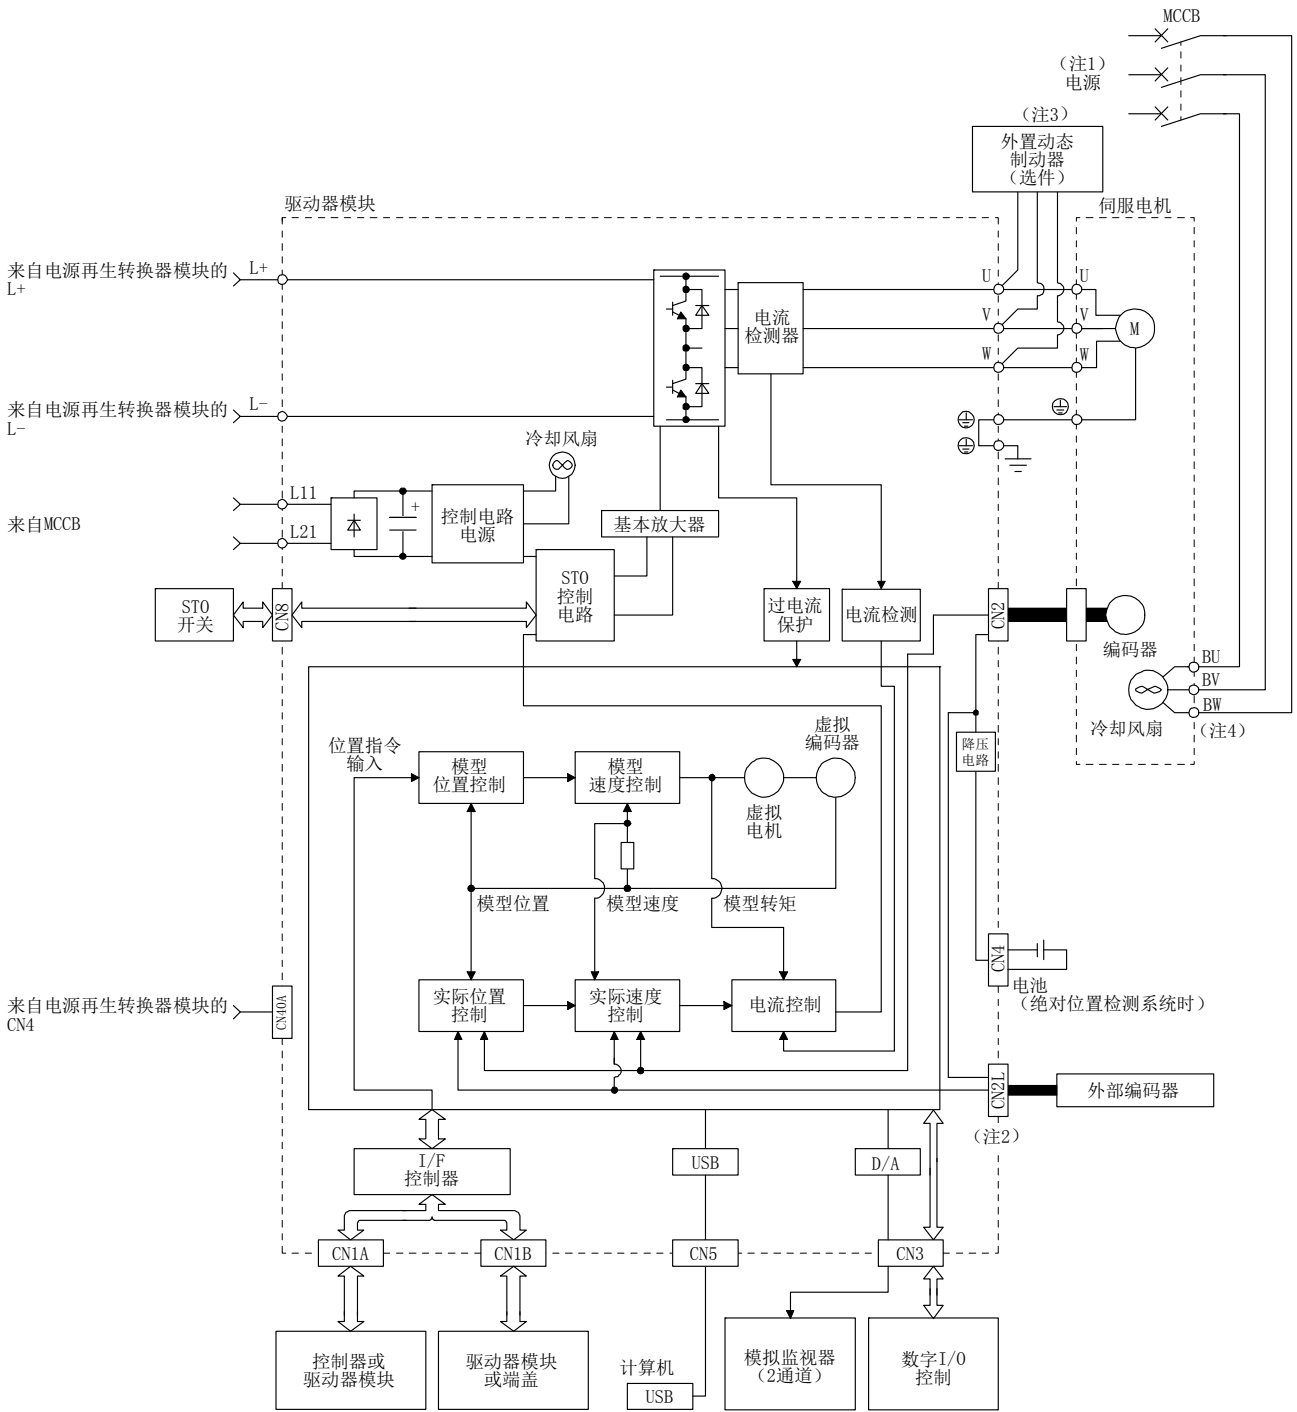 MCCB
（注1）
电源
（注3）
外置动态
制动器
（选件）
驱动器模块
伺服电机
来自电源再生转换器模块的
L+
L+
U
U
V
V
W
W
M
电流
检测器
来自电源再生转换器模块的
L−
L−
冷却风扇
L11
L21
来自MCCB
+
控制电路
电源
基本放大器
STO
开关
CN8
STO
控制
电路
过电流
保护
电流检测
CN2
编码器
BU
BV
BW
冷却风扇
（注4）
降压
电路
位置指令
输入
模型
位置控制
模型
速度控制
虚拟
编码器
虚拟
电机
模型位置
模型速度
模型转矩
CN4
电池
（绝对位置检测系统时）
来自电源再生转换器模块的
CN4
CN40A
实际位置
控制
实际速度
控制
电流控制
CN2L
外部编码器
（注2）
I/F
控制器
USB
D/A
CN1A
CN1B
CN5
CN3
控制器或
驱动器模块
驱动器模块
或端盖
计算机
USB
模拟监视器
（2通道）
数字I/O
控制